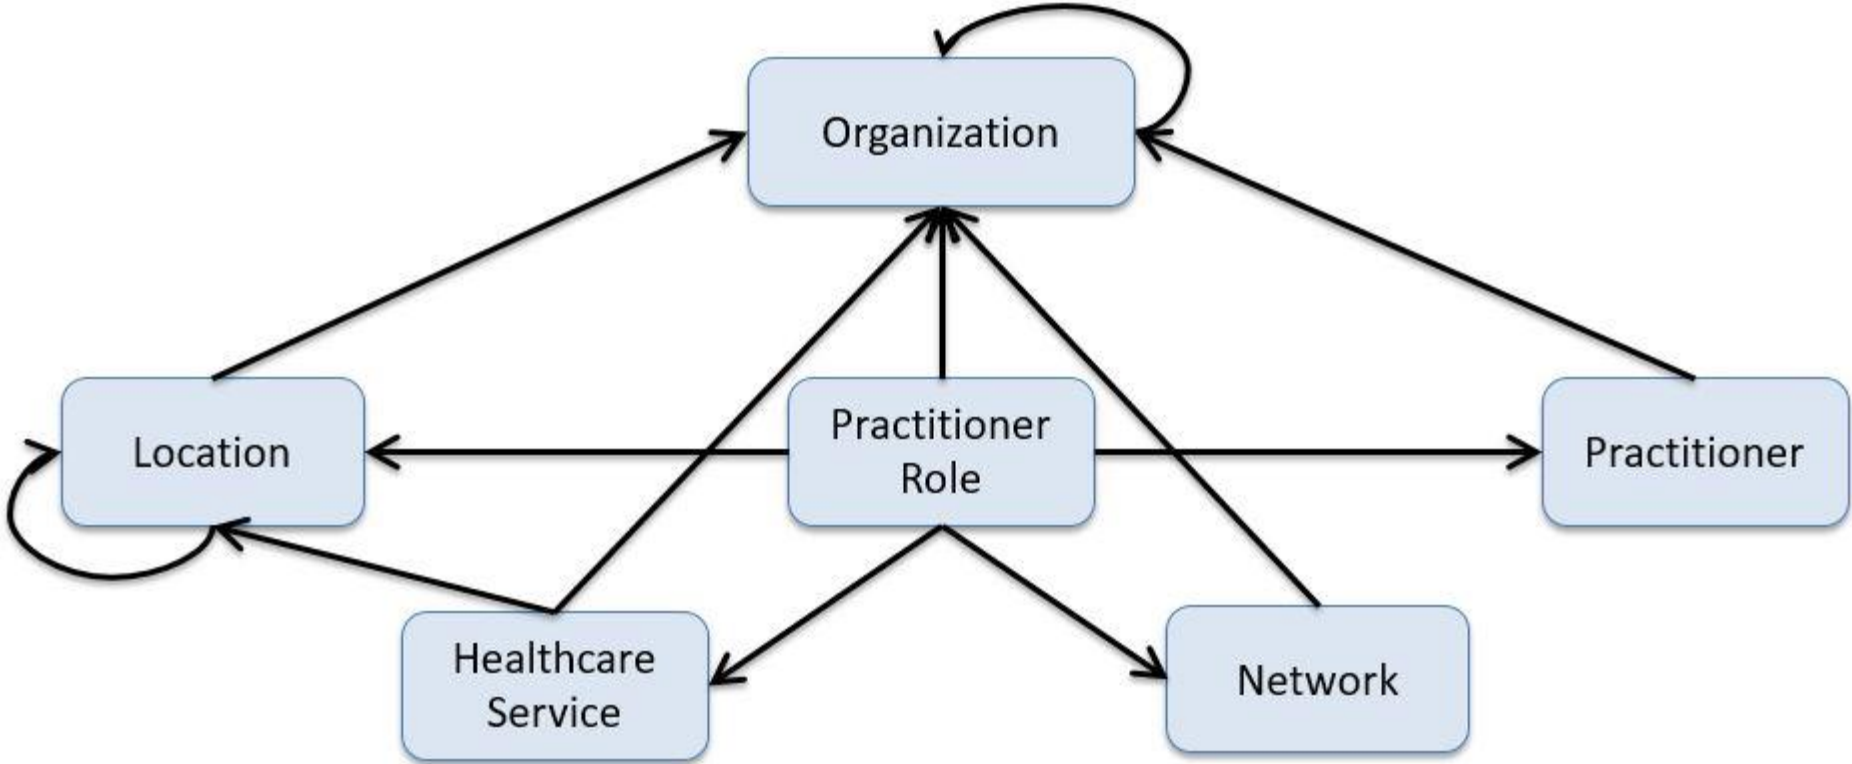 Organization
Location
Practitioner
Role
Practitioner
Healthcare
Service
Network